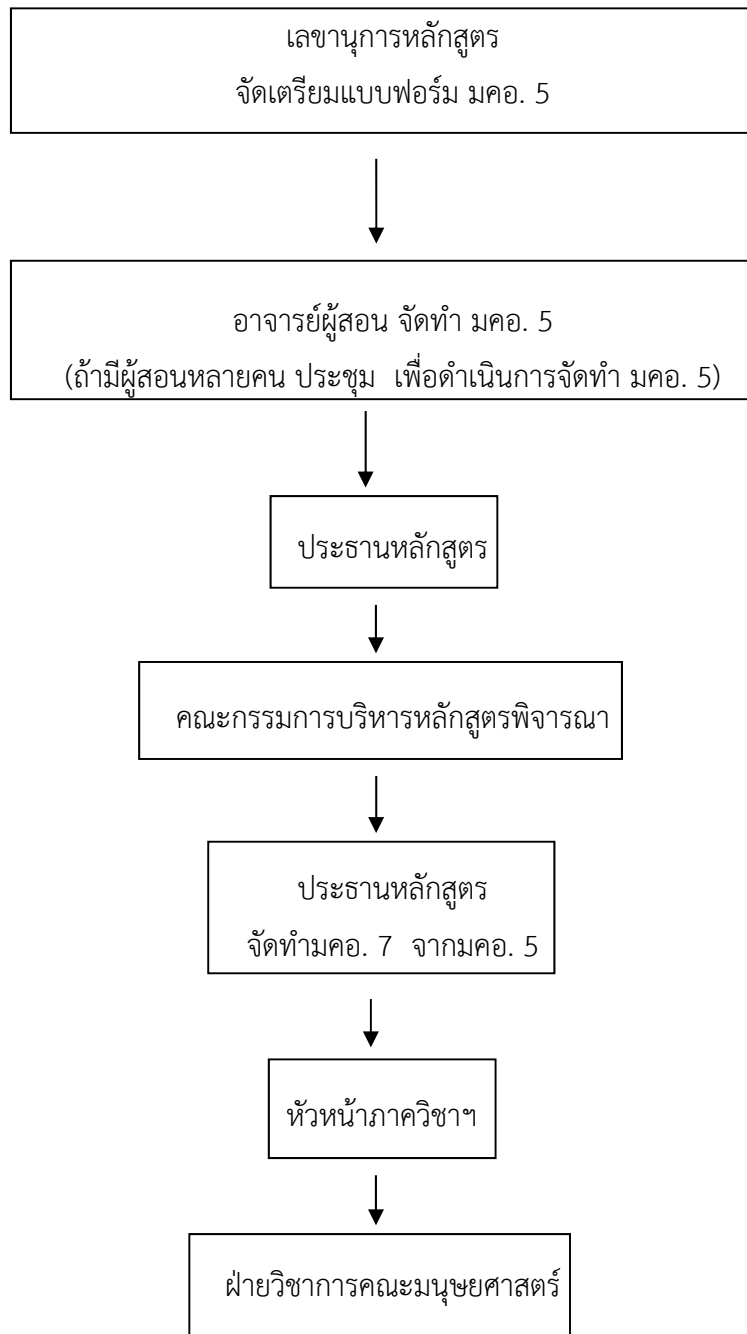 เลขานุการหลักสูตร
จัดเตรียมแบบฟอร์ม มคอ. 5
อาจารย์ผู้สอน จัดทำ มคอ. 5
(ถ้ามีผู้สอนหลายคน ประชุม เพื่อดำเนินการจัดทำ มคอ. 5)
ประธานหลักสูตร
คณะกรรมการบริหารหลักสูตรพิจารณา
ประธานหลักสูตร
จัดทำมคอ. 7 จากมคอ. 5
หัวหน้าภาควิชาฯ
ฝ่ายวิชาการคณะมนุษยศาสตร์